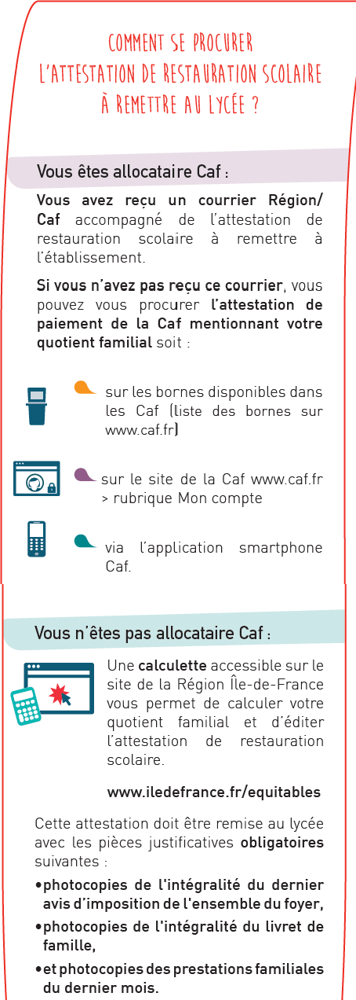 COMMENT SE PROCURER
L'ATTESTATION DE RESTAURATION SCOLAIRE
À REMETTRE AU LYCÉE ?
Vous êtes allocataire Caf :
Vous avez reçu un courrier Région/
Caf accompagné de l'attestation de
restauration scolaire à remettre à
l'établissement.
Si vous n'avez pas reçu ce courrier, vous
pouvez vous procurer l'attestation de
paiement de la Caf mentionnant votre
quotient familial soit :
sur les bornes disponibles dans
les Caf (liste des bornes sur
www.caf.fr)
sur le site de la Caf www.caf.fr
> rubrique Mon compte
via l'application smartphone
Caf.
Vous n'êtes pas allocataire Caf :
Une calculette accessible sur le
site de la Région Île-de-France
vous permet de calculer votre
quotient familial et d'éditer
l'attestation de restauration
scolaire.
www.iledefrance.fr/equitables
Cette attestation doit être remise au lycée
avec les pièces justificatives obligatoires
suivantes :
•photocopies de l'intégralité du dernier
avis d'imposition de l'ensemble du foyer,
•photocopies de l'intégralité du livret de
famille,
•et photocopies des prestations familiales
du dernier mois.